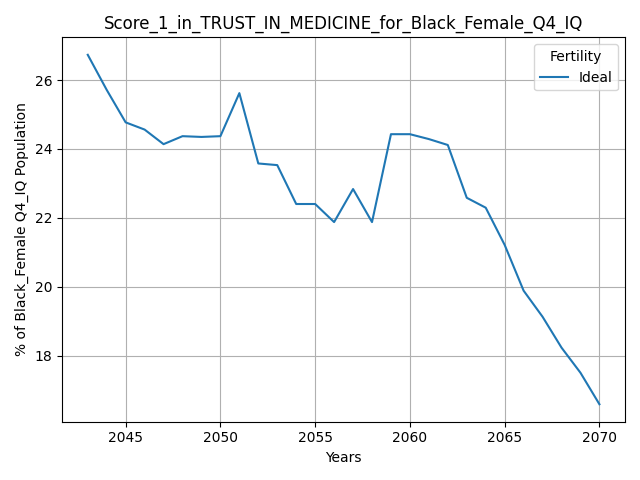 Score_1_in_TRUST_IN_MEDICINE_for_Black_Female_Q4_IQ
Fertility
Ideal
% of Black_Female Q4_IQ Population
26
24
22
20
18
2045 2050 2055 2060 2065 2070
Years